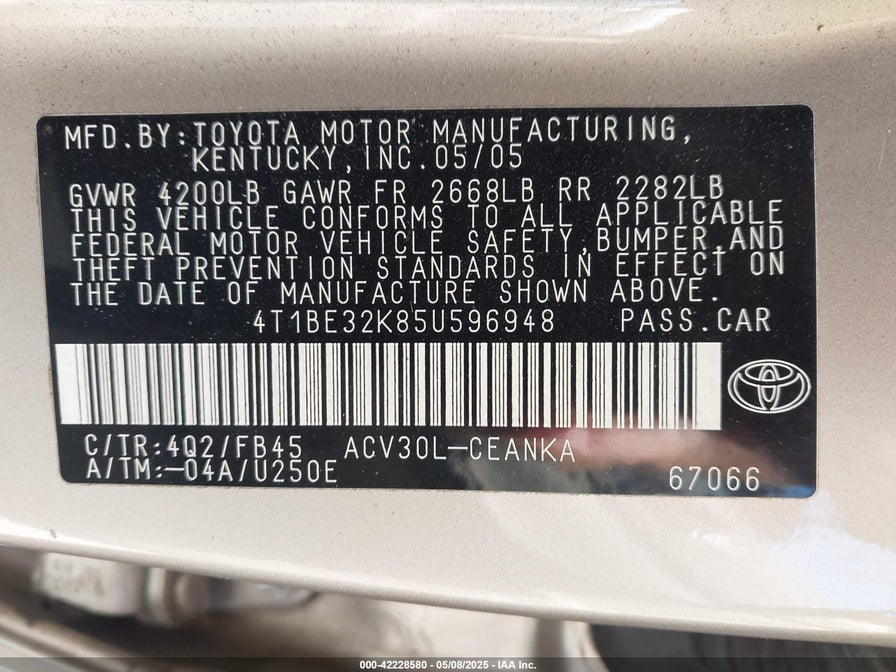 MFD.BY:TOYOTA MOTOR MANUFACTURING,
KENTUCKY,INC.05/05
GVWR 4200LB GAWR FR 2668LB RR 2282LB
THIS VEHICLE CONFORMS TO ALL APPLICABLE
FEDERAL MOTOR VEHICLE SAFETY,BUMPER,AND
THEFT PREVENTION STANDARDS IN EFFECT ON
THE DATE OF MANUFACTURE SHOWN ABOVE.
4T1BE32K85U596948 PASS.CAR
C/TR:4Q2/FB45 ACV30L-CEANKA
A/TM:-04A/U250E
67066
000-42228580 - 05/08/2025 - IAA Inc.